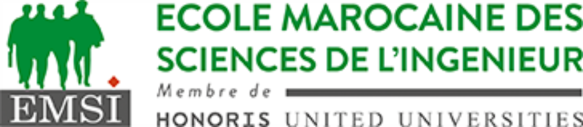 ECOLE MAROCAINE DES
SCIENCES DE L'INGENIEUR
Membre de
HONORIS UNITED UNIVERSITIES
EMSI